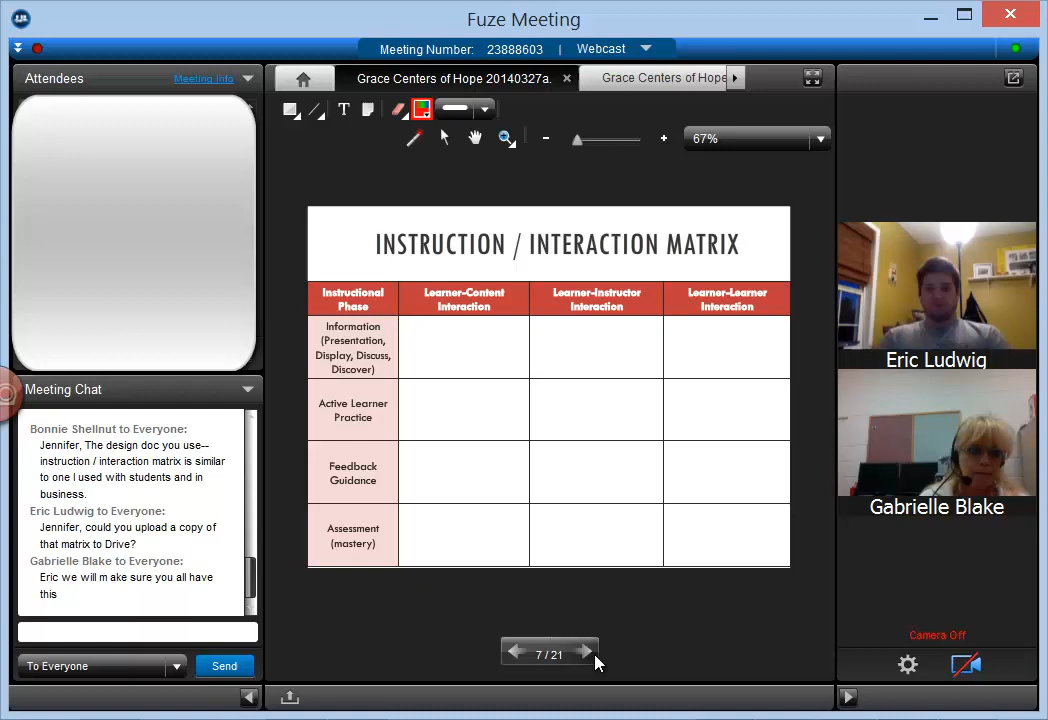 Fuze Meeting
Meeting Number: 23888603 | Webcast
Attendees
Meeting Info
Grace Centers of Hope 20140327a.
Grace Centers of Hope
T
67%
INSTRUCTION / INTERACTION MATRIX
Instructional
Phase
Learner-Content
Interaction
Learner-Instructor
Interaction
Learner-Learner
Interaction
Information
(Presentation,
Display, Discuss,
Discover)
Active Learner
Practice
Feedback
Guidance
Assessment
(mastery)
7 / 21
Meeting Chat
Bonnie Shellnut to Everyone:
Jennifer, The design doc you use--
instruction / interaction matrix is similar
to one I used with students and in
business.
Eric Ludwig to Everyone:
Jennifer, could you upload a copy of
that matrix to Drive?
Gabrielle Blake to Everyone:
Eric we will m ake sure you all have
this
To Everyone
Send
Eric Ludwig
Gabrielle Blake
Camera Off